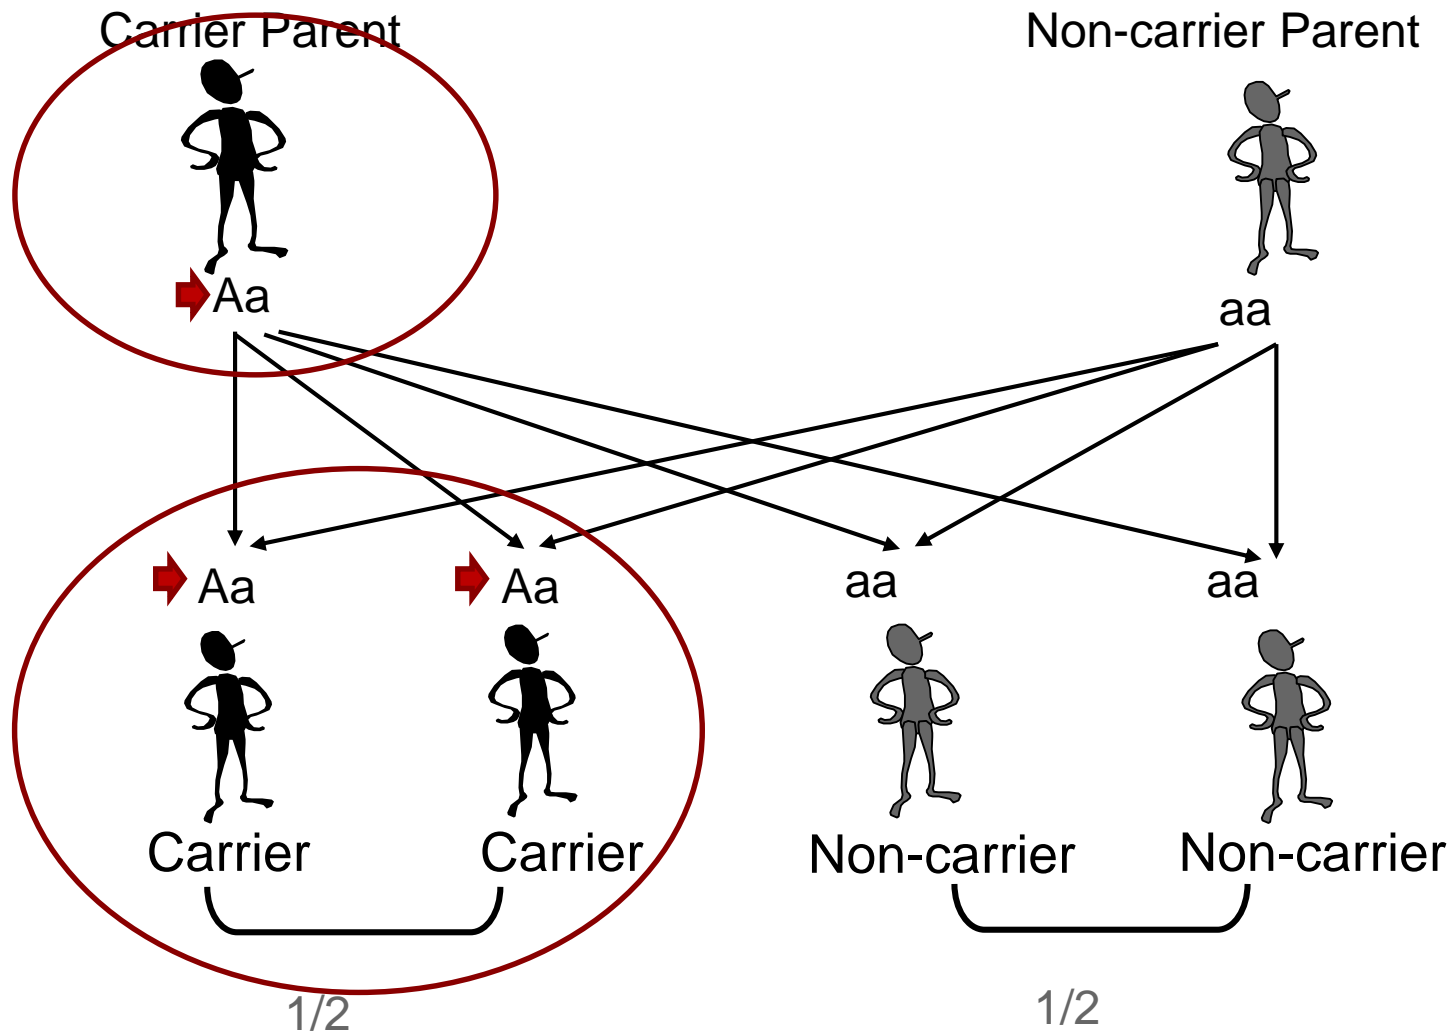 Carrier Parent
Non-carrier Parent
Aa
aa
Aa
Aa
aa
aa
Carrier
Carrier
Non-carrier
Non-carrier
1/2
1/2